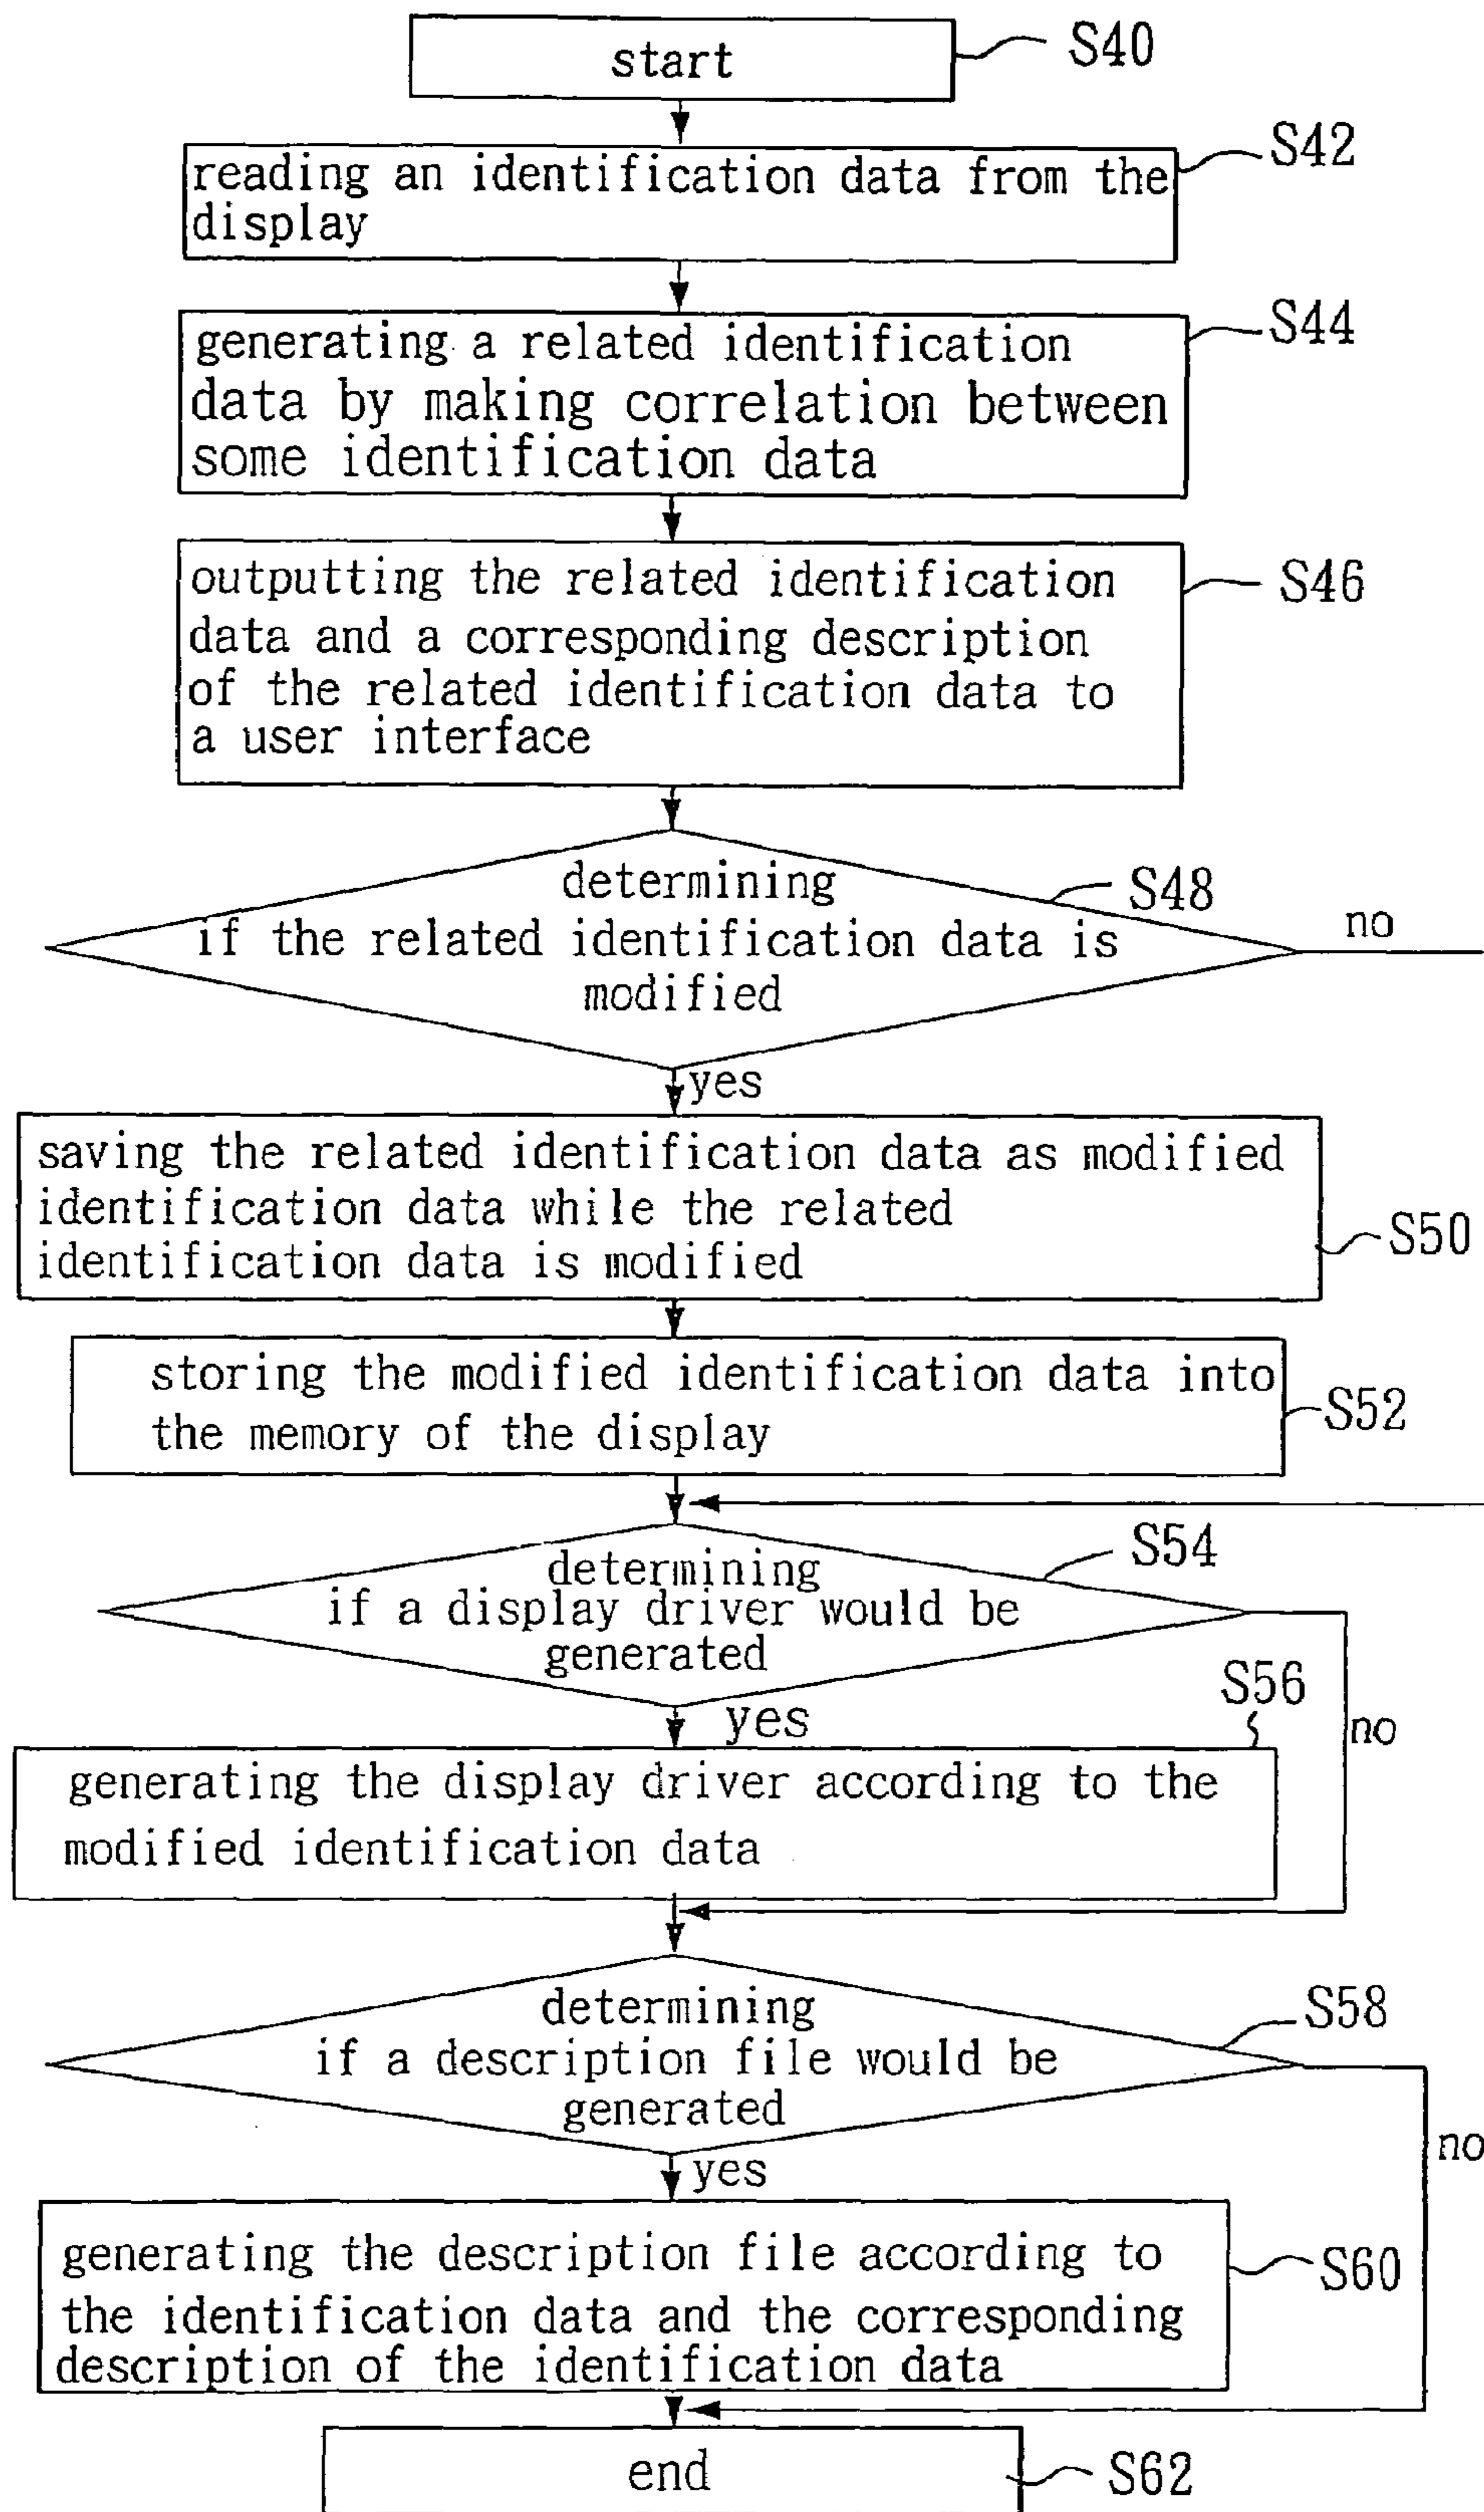 start
S40
reading an identification data from the
display
S42
generating a related identification
data by making correlation between
some identification data
S44
outputting the related identification
data and a corresponding description
of the related identification data to
a user interface
S46
determining
if the related identification data is
modified
S48
no
yes
saving the related identification data as modified
identification data while the related
identification data is modified
S50
storing the modified identification data into
the memory of the display
S52
determining
if a display driver would be
generated
S54
yes
no
S56
generating the display driver according to the
modified identification data
determining
if a description file would be
generated
S58
no
yes
generating the description file according to
the identification data and the corresponding
description of the identification data
S60
end
S62